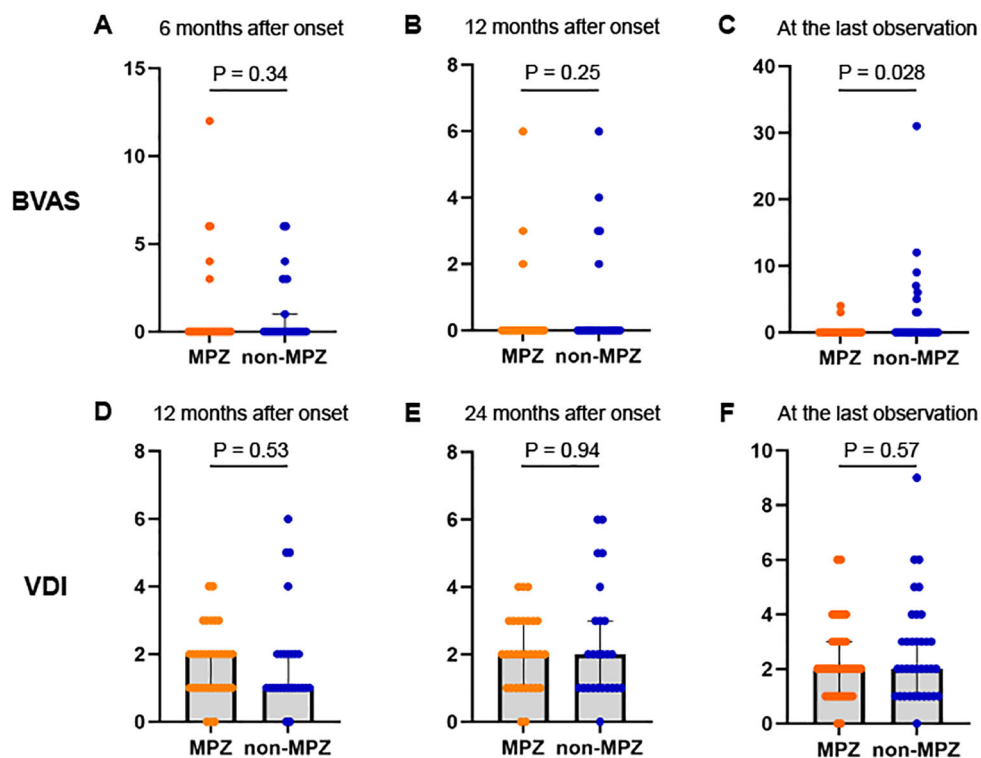 A 6 months after onset B 12 months after onset C At the last observation
P = 0.34 P = 0.25 P = 0.028
BVAS
15
10
5
0
MPZ non-MPZ
8
6
4
2
0
MPZ non-MPZ
40
30
20
10
0
MPZ non-MPZ
D 12 months after onset E 24 months after onset F At the last observation
P = 0.53 P = 0.94 P = 0.57
VDI
8
6
4
2
0
MPZ non-MPZ
8
6
4
2
0
MPZ non-MPZ
10
8
6
4
2
0
MPZ non-MPZ